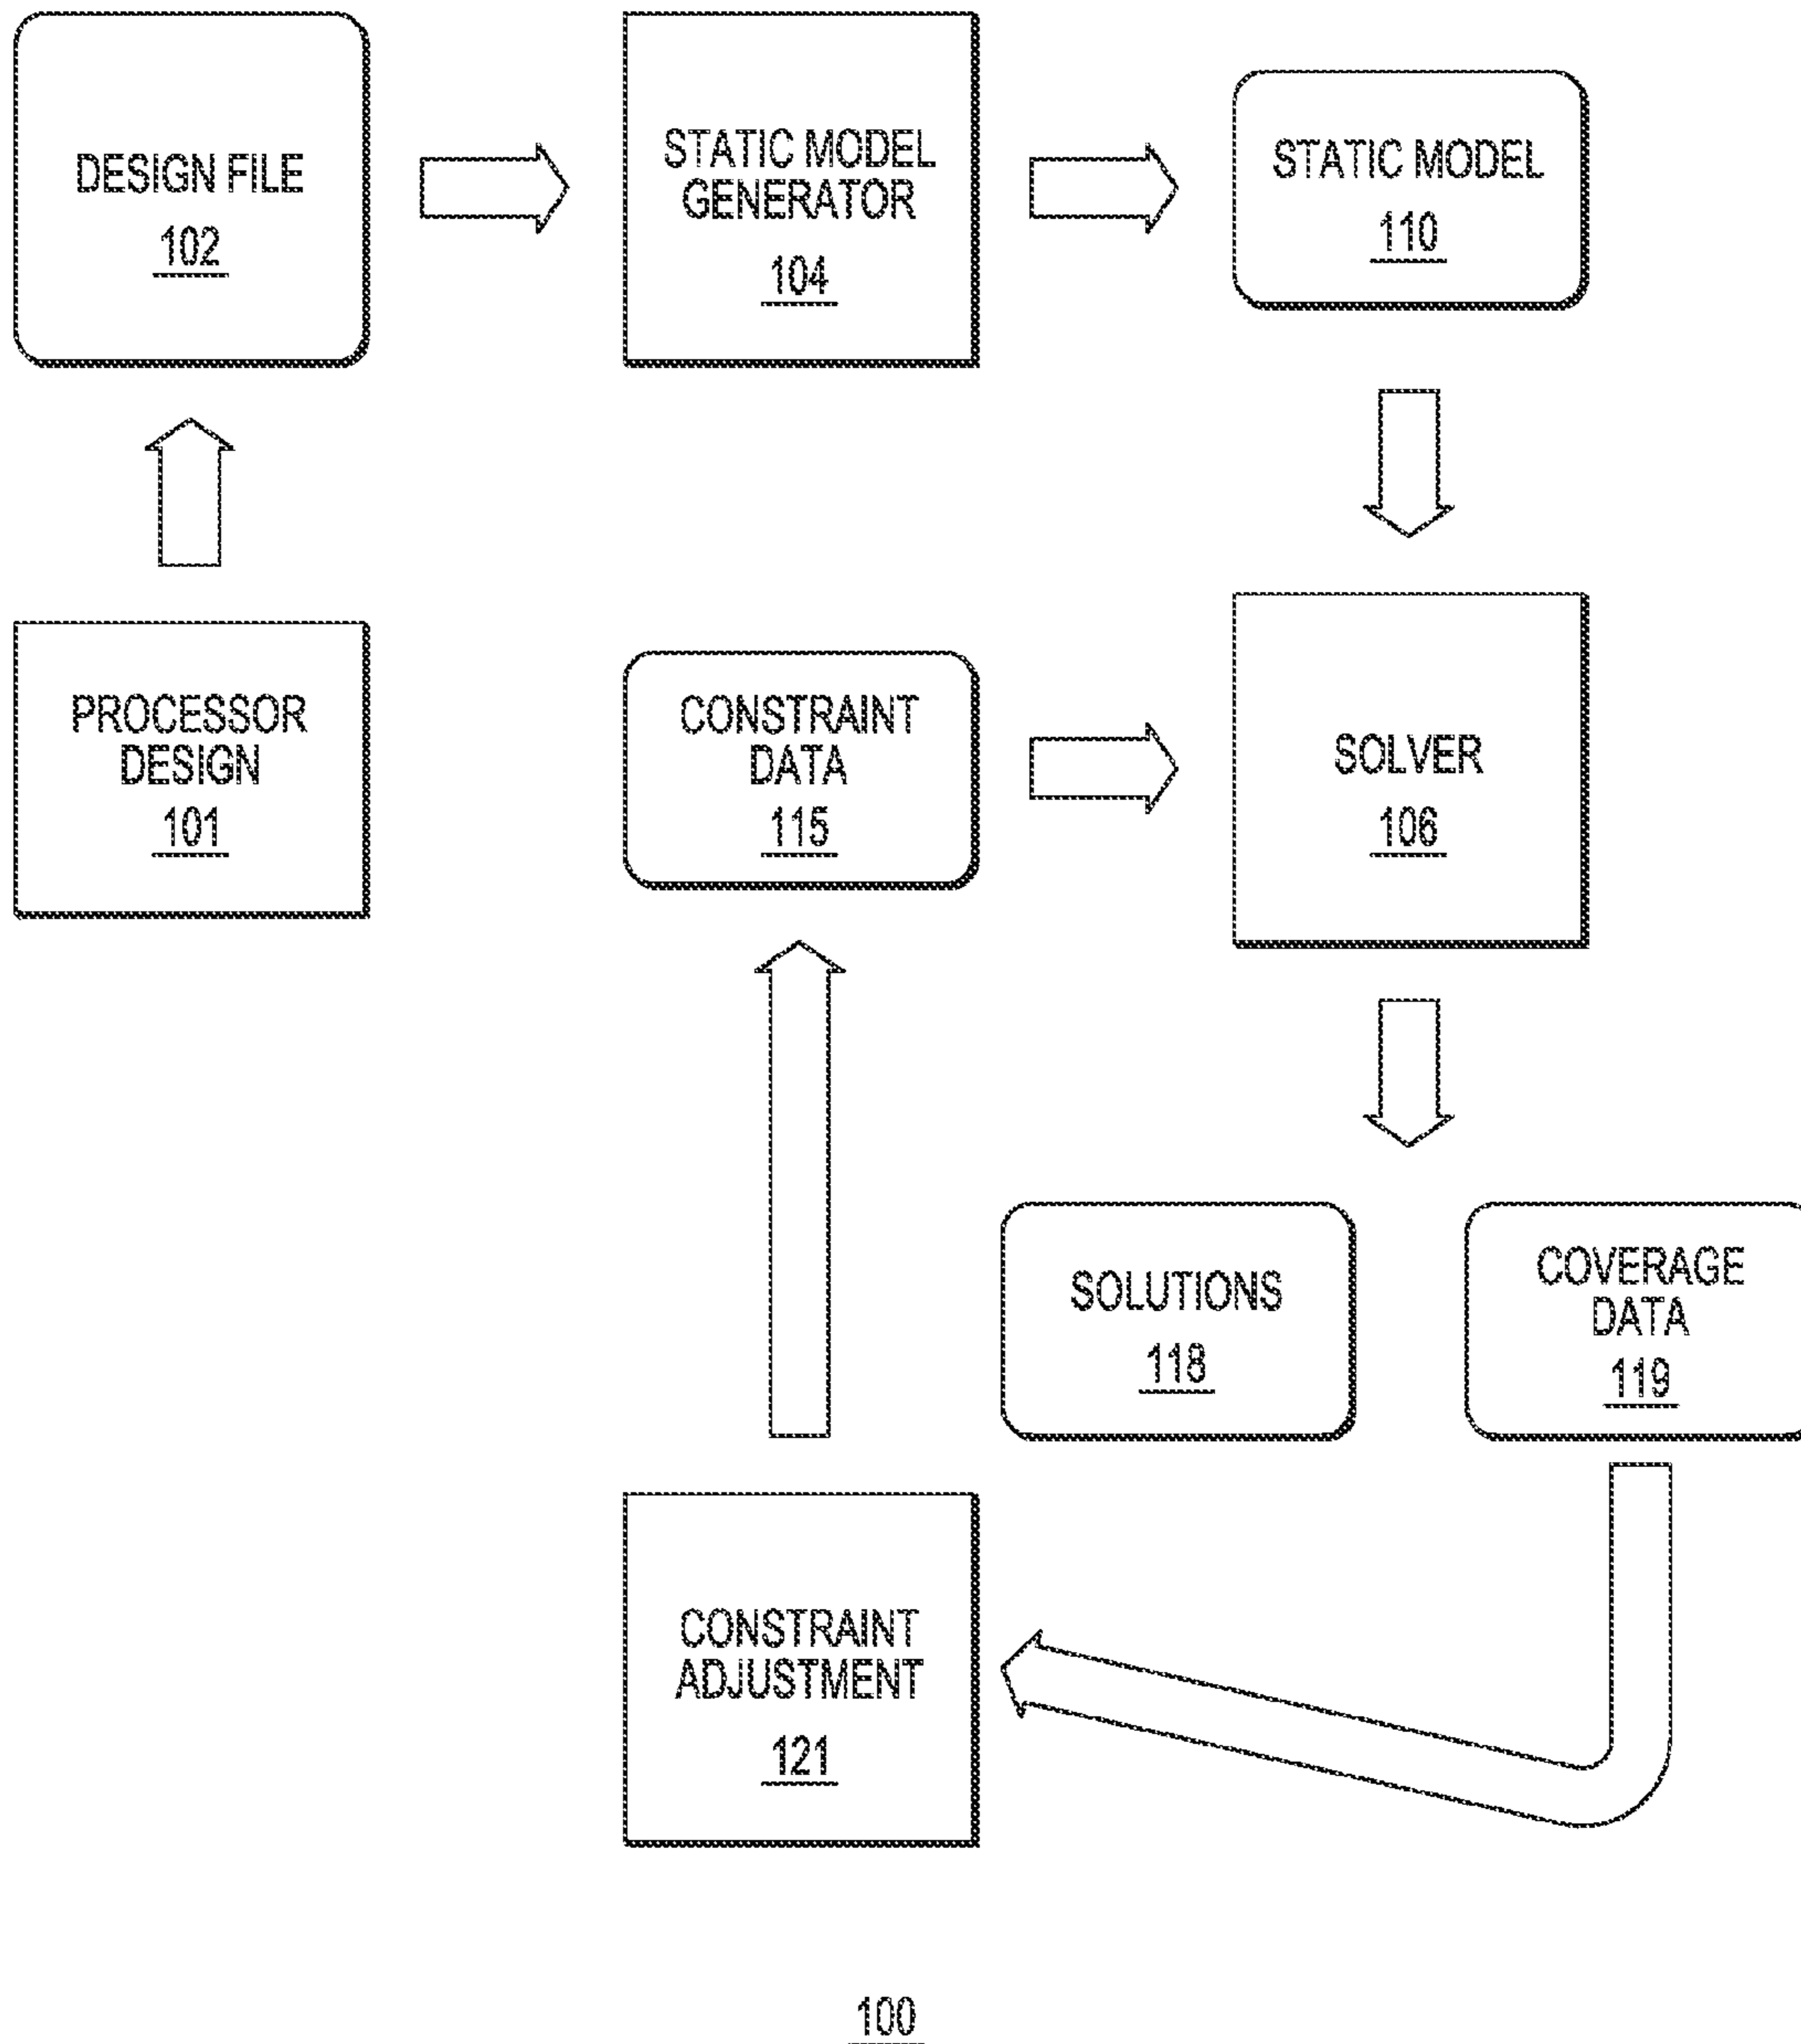 DESIGN FILE
102
STATIC MODEL
GENERATOR
104
STATIC MODEL
110
PROCESSOR
DESIGN
101
CONSTRAINT
DATA
115
SOLVER
106
SOLUTIONS
118
COVERAGE
DATA
119
CONSTRAINT
ADJUSTMENT
121
100